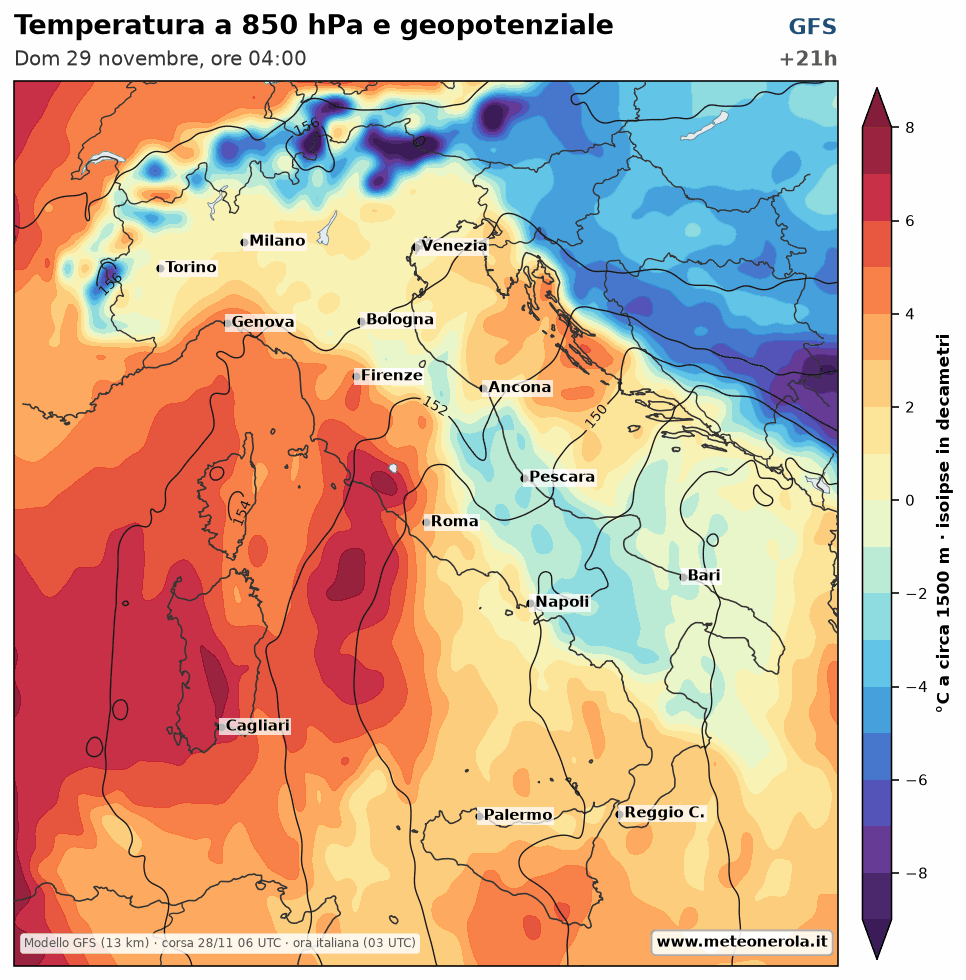 Temperatura a 850 hPa e geopotenziale
GFS
Dom 29 novembre, ore 04:00
+21h
156
Milano
Venezia
Torino
156
Genova
Bologna
Firenze
Ancona
152
150
Pescara
154
Roma
Bari
Napoli
Cagliari
Palermo
Reggio C.
Modello GFS (13 km) · corsa 28/11 06 UTC · ora italiana (03 UTC)
www.meteonerola.it
8
6
4
2
0
−2
−4
−6
−8
°C a circa 1500 m · isoipse in decametri